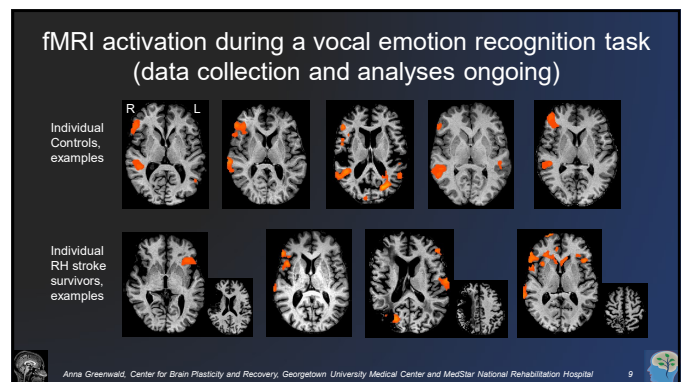 fMRI activation during a vocal emotion recognition task
(data collection and analyses ongoing)
R
L
Individual
Controls,
examples
Individual
RH stroke
survivors,
examples
Anna Greenwald, Center for Brain Plasticity and Recovery, Georgetown University Medical Center and MedStar National Rehabilitation Hospital
9